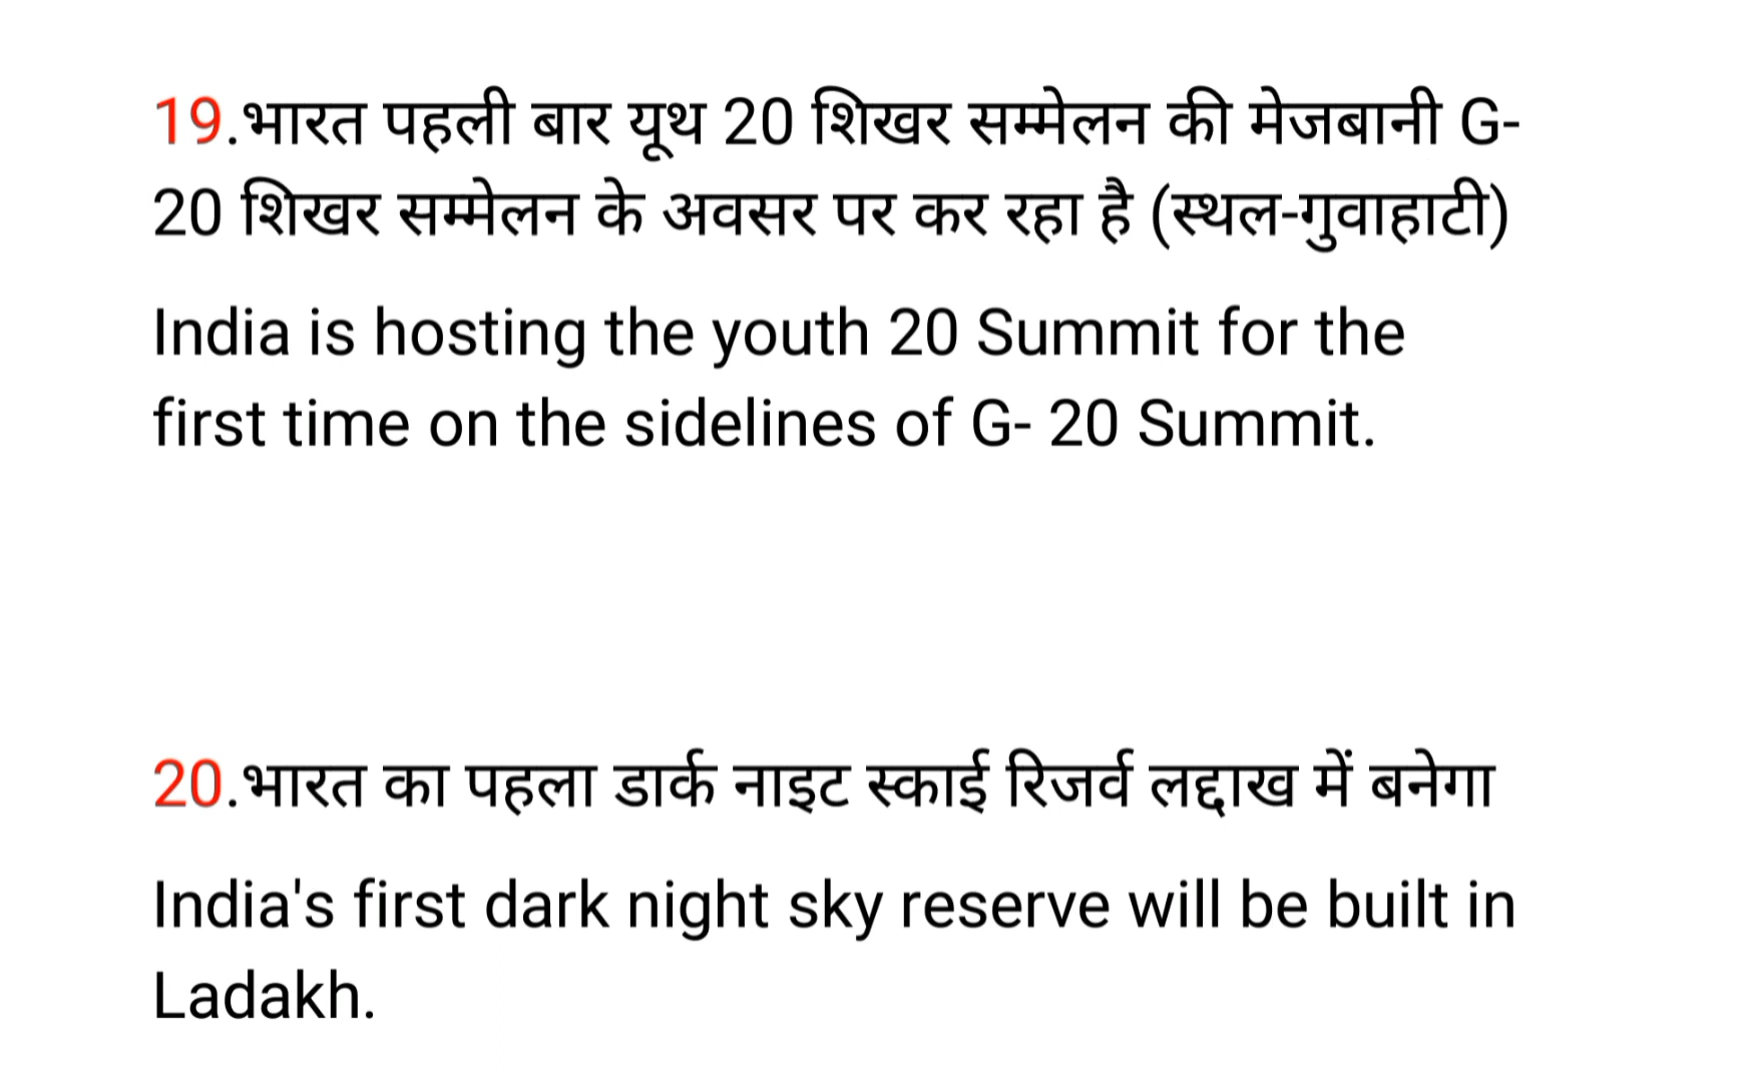 19.भारत पहली बार यूथ 20 शिखर सम्मेलन की मेजबानी G-
20 शिखर सम्मेलन के अवसर पर कर रहा है (स्थल-गुवाहाटी)
India is hosting the youth 20 Summit for the
first time on the sidelines of G- 20 Summit.
20.भारत का पहला डार्क नाइट स्काई रिजर्व लद्दाख में बनेगा
India's first dark night sky reserve will be built in
Ladakh.